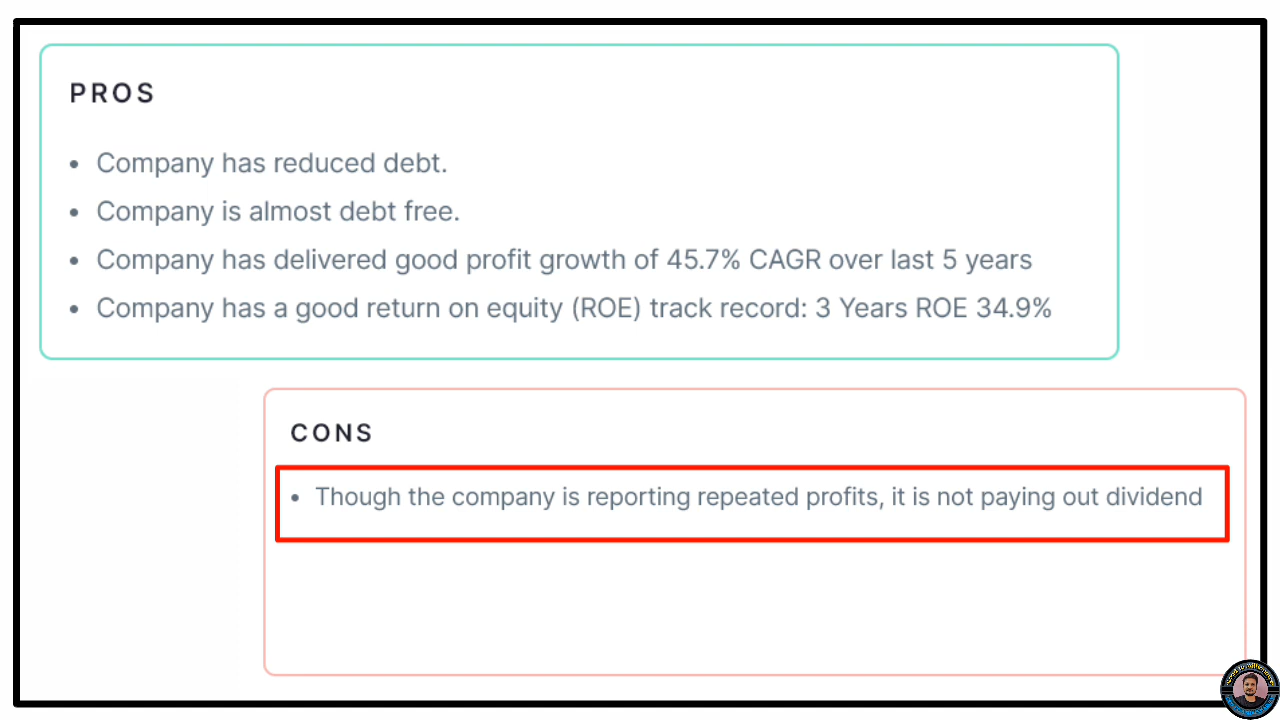 PROS
• Company has reduced debt.
• Company is almost debt free.
• Company has delivered good profit growth of 45.7% CAGR over last 5 years
• Company has a good return on equity (ROE) track record: 3 Years ROE 34.9%
CONS
• Though the company is reporting repeated profits, it is not paying out dividend